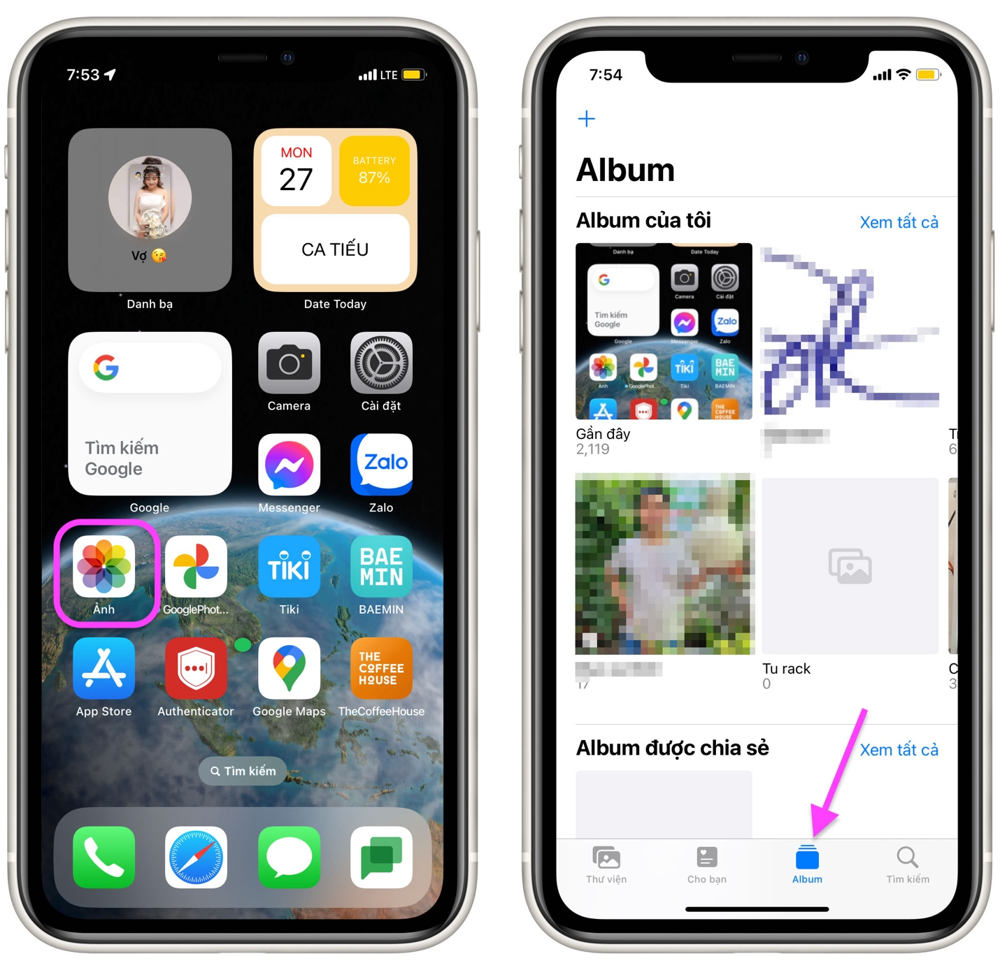 7:53
LTE
MON
27
BATTERY
87%
CA TIẾU
Vợ 😘
Danh bạ
Date Today
Tìm kiếm
Google
Google
Camera
Cài đặt
Messenger
Zalo
Zalo
Ảnh
GooglePhot...
TiKi
Tiki
BAE
MIN
BAEMIN
App Store
Authenticator
Google Maps
THE
COFFEE
HOUSE
TheCoffeeHouse
Tìm kiếm
7:54
Album
Album của tôi
Xem tất cả
Danh bạ
Date Today
Tìm kiếm
Google
Google
Camera
Cài đặt
Messenger
Zalo
Zalo
Ảnh
GooglePhot...
TiKi
Tiki
BAE
MIN
BAEMIN
THE
COFFEE
HOUSE
Gần đây
2,119
17
Tu rack
0
Album được chia sẻ
Xem tất cả
Thư viện
Cho bạn
Album
Tìm kiếm